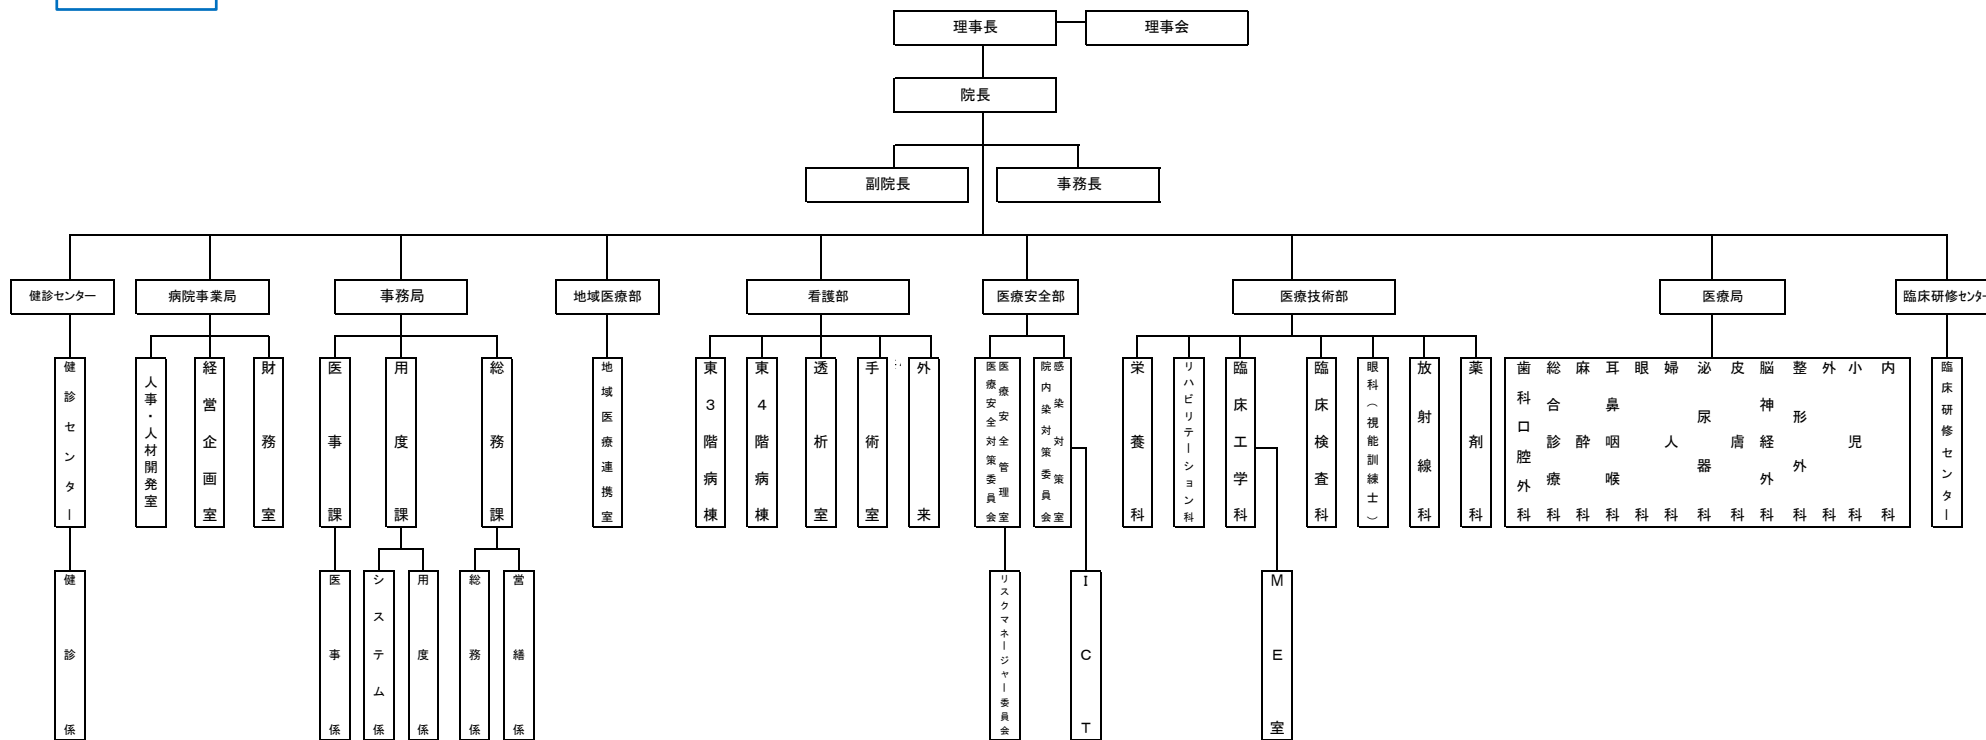 理事長
理事会
院長
副院長
事務長
健診センター
病院事業局
事務局
地域医療部
看護部
医療安全部
医療技術部
医療局
臨床研修センター
健診センター
人事・人材開発室
経営企画室
財務室
医事課
用度課
総務課
地域医療連携室
東3階病棟
東4階病棟
透析室
手術室
外来
医療安全対策委員会
医療安全管理室
院内感染対策委員会
感染対策室
栄養科
リハビリテーション科
臨床工学科
臨床検査科
眼科(視能訓練士)
放射線科
薬剤科
歯科口腔外科
総合診療科
麻酔科
耳鼻咽喉科
眼科
婦人科
泌尿器科
皮膚科
脳神経外科
整形外科
外科
小児科
内科
臨床研修センター
健診係
医事係
システム係
用度係
総務係
営繕係
リスクマネージャー委員会
ICT
ME室